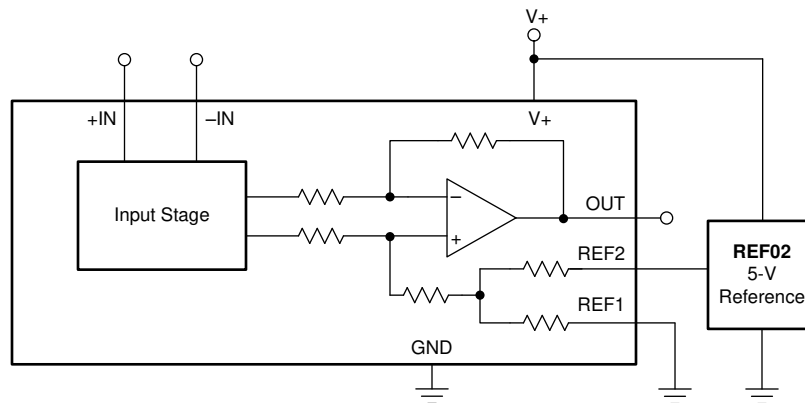 V+
+IN
–IN
V+
Input Stage
–
+
OUT
REF2
REF1
GND
REF02
5-V
Reference